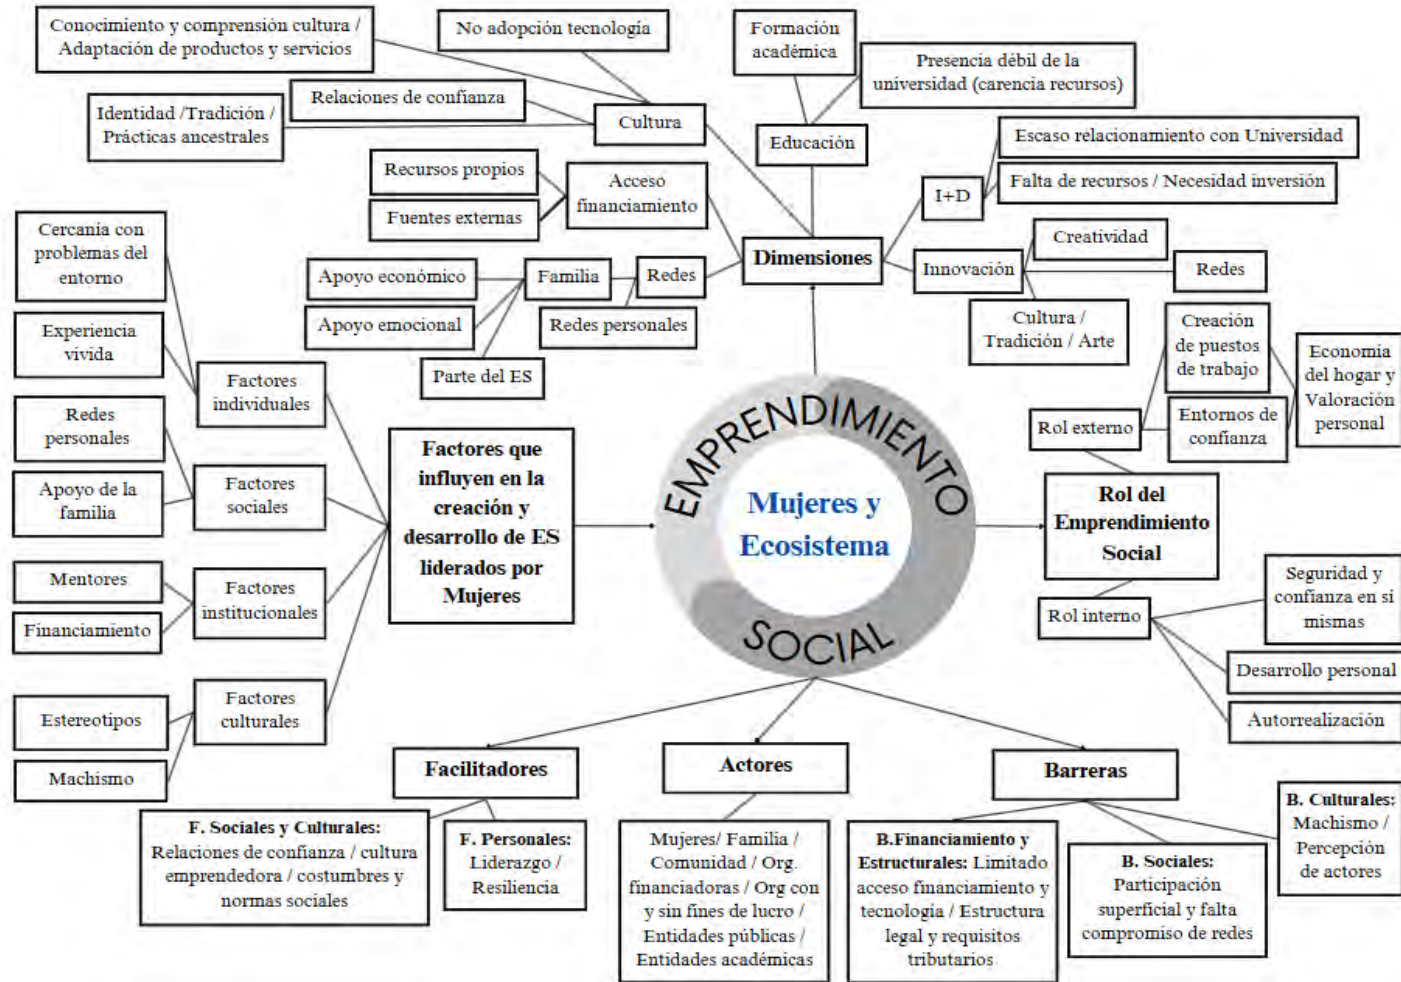 Conocimiento y comprensión cultura /
Adaptación de productos y servicios
No adopción tecnología
Formación
académica
Presencia débil de la
universidad (carencia recursos)
Identidad /Tradición /
Prácticas ancestrales
Relaciones de confianza
Cultura
Educación
Escaso relacionamiento con Universidad
I+D
Falta de recursos / Necesidad inversión
Recursos propios
Fuentes externas
Acceso
financiamiento
Dimensiones
Innovación
Creatividad
Redes
Cultura /
Tradición / Arte
Apoyo económico
Apoyo emocional
Parte del ES
Familia
Redes
Redes personales
Cercanía con
problemas del
entorno
Experiencia
vivida
Factores
individuales
Redes
personales
Apoyo de la
familia
Factores
sociales
Mentores
Financiamiento
Factores
institucionales
Estereotipos
Machismo
Factores
culturales
Factores que
influyen en la
creación y
desarrollo de ES
liderados por
Mujeres
EMPRENDIMIENTO
Mujeres y
Ecosistema
SOCIAL
Creación
de puestos
de trabajo
Economía
del hogar y
Valoración
personal
Rol externo
Entornos de
confianza
Rol del
Emprendimiento
Social
Rol interno
Seguridad y
confianza en sí
mismas
Desarrollo personal
Autorrealización
Facilitadores
F. Sociales y Culturales:
Relaciones de confianza / cultura
emprendedora / costumbres y
normas sociales
F. Personales:
Liderazgo /
Resiliencia
Actores
Mujeres/ Familia /
Comunidad / Org.
financiadoras / Org con
y sin fines de lucro /
Entidades públicas /
Entidades académicas
Barreras
B.Financiamiento y
Estructurales: Limitado
acceso financiamiento y
tecnología / Estructura
legal y requisitos
tributarios
B. Sociales:
Participación
superficial y falta
compromiso de redes
B. Culturales:
Machismo /
Percepción
de actores